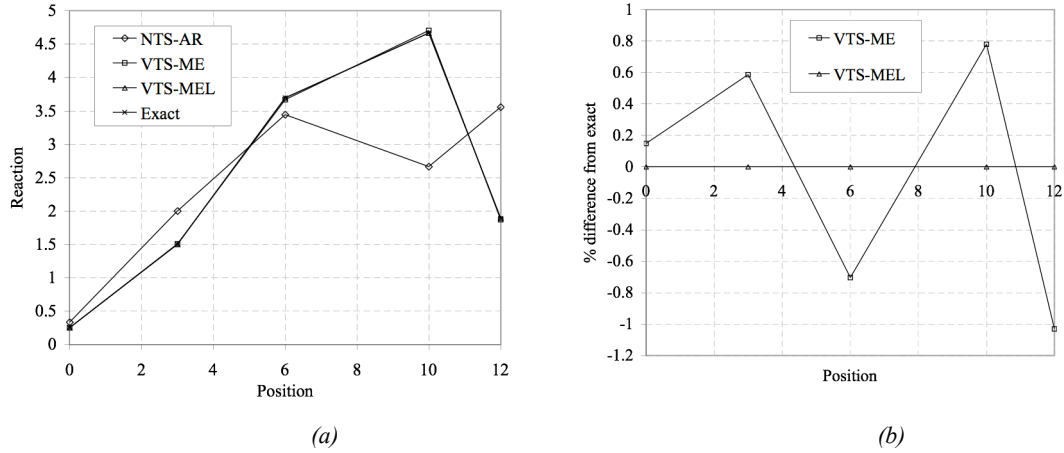 5
4.5
4
3.5
3
2.5
2
1.5
1
0.5
0
Reaction
NTS-AR
VTS-ME
VTS-MEL
Exact
0 2 4 6 8 10 12
Position
(a)
1
0.8
0.6
0.4
0.2
0
-0.2
-0.4
-0.6
-0.8
-1
-1.2
% difference from exact
VTS-ME
VTS-MEL
0 2 4 6 8 10 12
Position
(b)